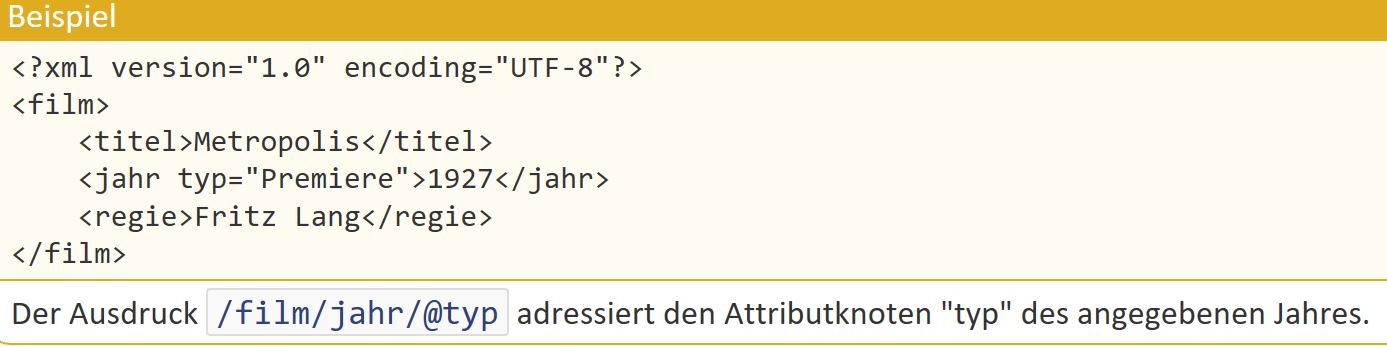 Beispiel
<?xml version="1.0" encoding="UTF-8"?>
<film>
    <titel>Metropolis</titel>
    <jahr typ="Premiere">1927</jahr>
    <regie>Fritz Lang</regie>
</film>
Der Ausdruck /film/jahr/@typ adressiert den Attributknoten "typ" des angegebenen Jahres.